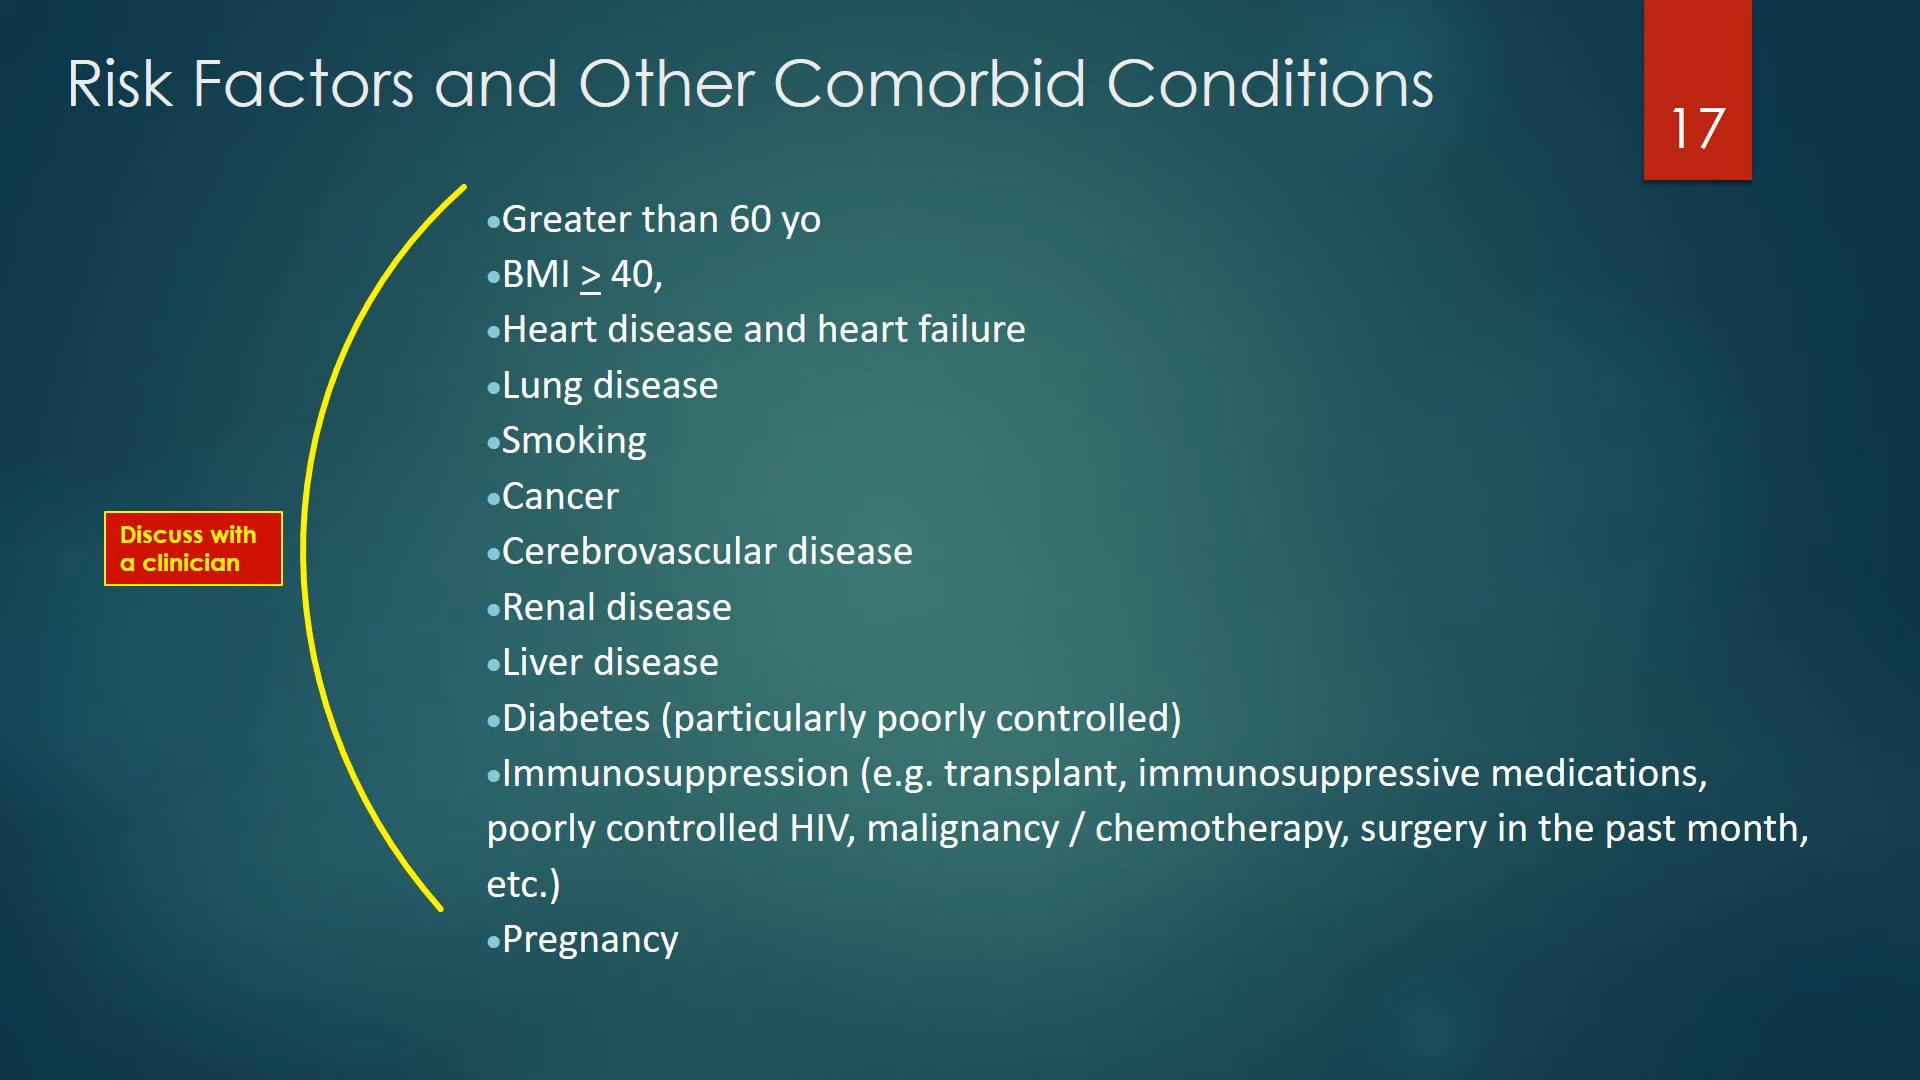 Risk Factors and Other Comorbid Conditions
17
•Greater than 60 yo
•BMI > 40,
•Heart disease and heart failure
•Lung disease
•Smoking
•Cancer
Discuss with
a clinician
•Cerebrovascular disease
•Renal disease
•Liver disease
•Diabetes (particularly poorly controlled)
•Immunosuppression (e.g. transplant, immunosuppressive medications,
poorly controlled HIV, malignancy / chemotherapy, surgery in the past month,
etc.)
•Pregnancy